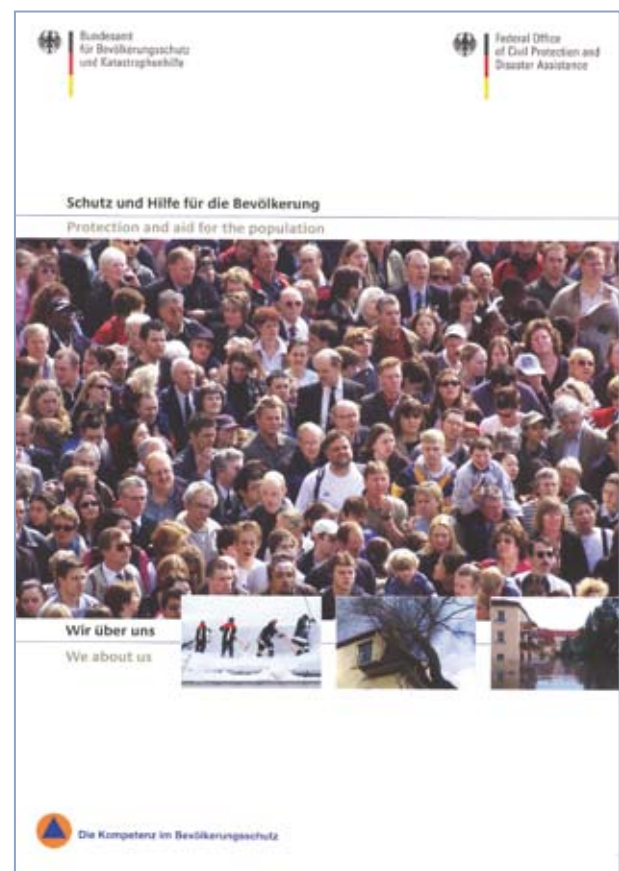 Bundesamt
für Bevölkerungsschutz
und Katastrophenhilfe
Federal Office
of Civil Protection and
Disaster Assistance
Schutz und Hilfe für die Bevölkerung
Protection and aid for the population
Wir über uns
We about us
Die Kompetenz im Bevölkerungsschutz